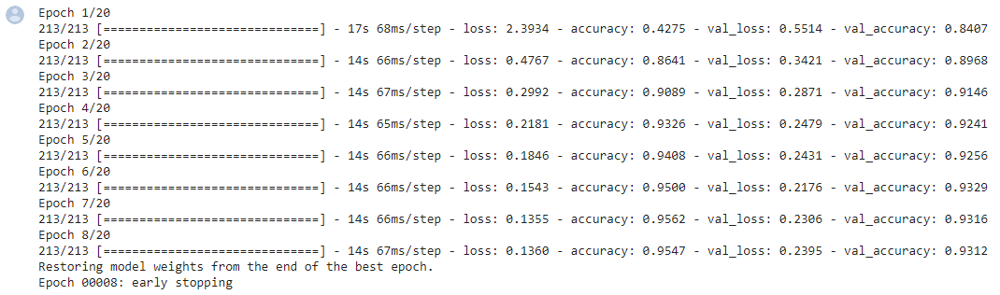 Epoch 1/20
213/213 [==============================] - 17s 68ms/step - loss: 2.3934 - accuracy: 0.4275 - val_loss: 0.5514 - val_accuracy: 0.8407
Epoch 2/20
213/213 [==============================] - 14s 66ms/step - loss: 0.4767 - accuracy: 0.8641 - val_loss: 0.3421 - val_accuracy: 0.8968
Epoch 3/20
213/213 [==============================] - 14s 67ms/step - loss: 0.2992 - accuracy: 0.9089 - val_loss: 0.2871 - val_accuracy: 0.9146
Epoch 4/20
213/213 [==============================] - 14s 65ms/step - loss: 0.2181 - accuracy: 0.9326 - val_loss: 0.2479 - val_accuracy: 0.9241
Epoch 5/20
213/213 [==============================] - 14s 66ms/step - loss: 0.1846 - accuracy: 0.9408 - val_loss: 0.2431 - val_accuracy: 0.9256
Epoch 6/20
213/213 [==============================] - 14s 66ms/step - loss: 0.1543 - accuracy: 0.9500 - val_loss: 0.2176 - val_accuracy: 0.9329
Epoch 7/20
213/213 [==============================] - 14s 66ms/step - loss: 0.1355 - accuracy: 0.9562 - val_loss: 0.2306 - val_accuracy: 0.9316
Epoch 8/20
213/213 [==============================] - 14s 67ms/step - loss: 0.1360 - accuracy: 0.9547 - val_loss: 0.2395 - val_accuracy: 0.9312
Restoring model weights from the end of the best epoch.
Epoch 00008: early stopping